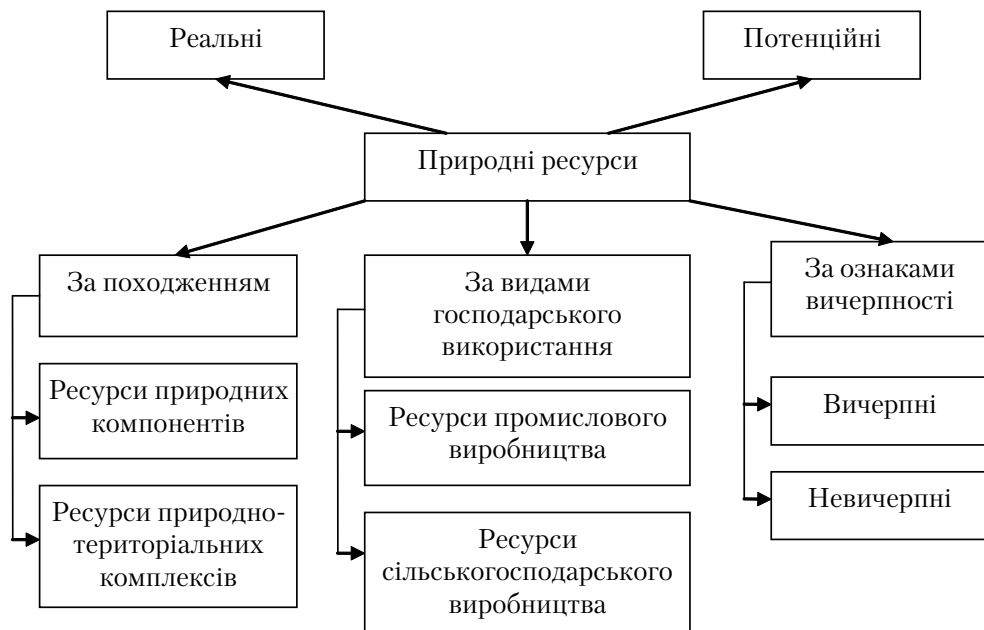 Реальні
Потенційні
Природні ресурси
За походженням
Ресурси природних
компонентів
Ресурси природно-
територіальних
комплексів
За видами
господарського
використання
Ресурси промислового
виробництва
Ресурси
сільськогосподарського
виробництва
За ознаками
вичерпності
Вичерпні
Невичерпні